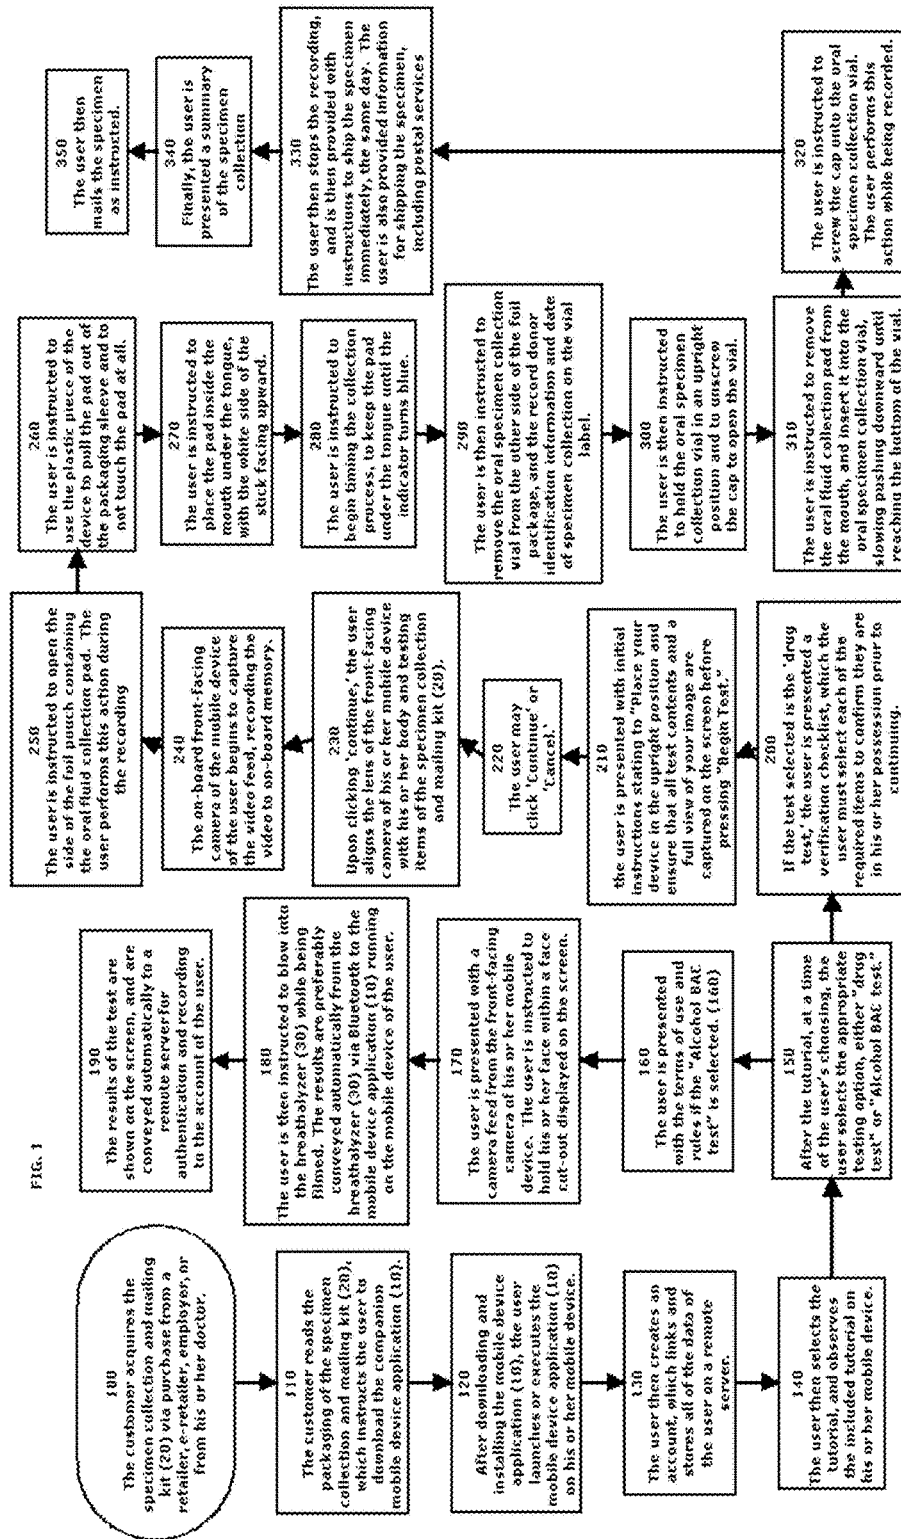 FIG. 1
100
The customer acquires the
specimen collection and mailing
kit (20) via purchase from a
retailer, e-retailer, employer, or
from his or her doctor.
110
The customer reads the
packaging of the specimen
collection and mailing kit (20),
which instructs the user to
download the companion
mobile device application (10).
120
After downloading and
installing the mobile device
application (10), the user
launches or executes the
mobile device application (10)
on his or her mobile device.
130
The user then creates an
account, which links and
stores all of the data of
the user on a remote
server.
140
The user then selects the
tutorial, and observes
the included tutorial on
his or her mobile device.
150
After the tutorial, at a time
of the user's choosing, the
user selects the appropriate
testing option, either "drug
test" or "Alcohol BAC test."
160
The user is presented
with the terms of use and
rules if the "Alcohol BAC
test" is selected. (160)
170
The user is presented with a
camera feed from the front-facing
camera of his or her mobile
device. The user is instructed to
hold his or her face within a face
cut-out displayed on the screen.
180
The user is then instructed to blow into
the breathalyzer (30) while being
filmed. The results are preferably
conveyed automatically from the
breathalyzer (30) via Bluetooth to the
mobile device application (10) running
on the mobile device of the user.
190
The results of the test are
shown on the screen, and are
conveyed automatically to a
remote server for
authentication and recording
to the account of the user.
200
If the test selected is the 'drug
test,' the user is presented a
verification checklist, which the
user must select each of the
required items to confirm they are
in his or her possession prior to
continuing.
210
the user is presented with initial
instructions stating to "Place your
device in the upright position and
ensure that all test contents and a
full view of your image are
captured on the screen before
pressing "Begin Test."
220
The user may
click 'Continue' or
'Cancel.'
230
Upon clicking 'continue,' the user
aligns the lens of the front-facing
camera of his or her mobile device
with his or her body and testing
items of the specimen collection
and mailing kit (20).
240
The on-board front-facing
camera of the mobile device
of the user begins to capture
the video feed, recording the
video to on-board memory.
250
The user is instructed to open the
side of the foil pouch containing
the oral fluid collection pad. The
user performs this action during
the recording
260
The user is instructed to
use the plastic piece of the
device to pull the pad out of
the packaging sleeve and to
not touch the pad at all.
270
The user is instructed to
place the pad inside the
mouth under the tongue,
with the white side of the
stick facing upward.
280
The user is instructed to
begin timing the collection
process, to keep the pad
under the tongue until the
indicator turns blue.
290
The user is then instructed to
remove the oral specimen collection
vial from the other side of the foil
package, and the record donor
identification information and date
of specimen collection on the vial
label.
300
The user is then instructed
to hold the oral specimen
collection vial in an upright
position and to unscrew
the cap to open the vial.
310
The user is instructed to remove
the oral fluid collection pad from
the mouth, and insert it into the
oral specimen collection vial,
slowing pushing downward until
reaching the bottom of the vial.
320
The user is instructed to
screw the cap onto the oral
specimen collection vial.
The user performs this
action while being recorded.
330
The user then stops the recording,
and is then provided with
instructions to ship the specimen
immediately, the same day. The
user is also provided information
for shipping the specimen,
including postal services
340
Finally, the user is
presented a summary
of the specimen
collection
350
The user then
mails the specimen
as instructed.